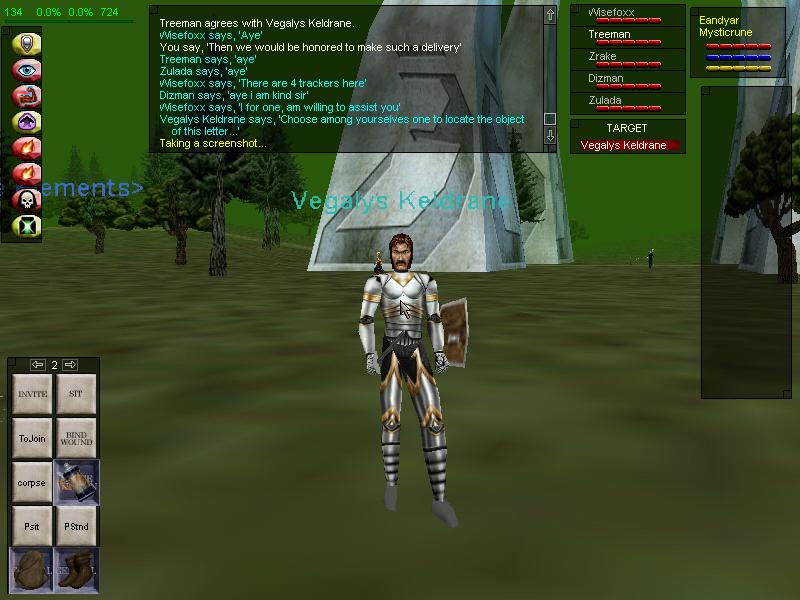 134 0.0% 0.0% 724
Treeman agrees with Vegalys Keldrane.
Wisefoxx says, 'Aye'
You say, 'Then we would be honored to make such a delivery'
Treeman says, 'aye'
Zulada says, 'aye'
Wisefoxx says, 'There are 4 trackers here'
Dizman says, 'aye i am kind sir'
Wisefoxx says, 'I for one, am willing to assist you'
Vegalys Keldrane says, 'Choose among yourselves one to locate the object
of this letter...'
Taking a screenshot...
Wisefoxx
Treeman
Zrake
Dizman
Zulada
TARGET
Vegalys Keldrane
Eandyar
Mysticrune
ements>
Vegalys Keldrane
2
INVITE
SIT
ToJoin
BIND
WOUND
corpse
Psit
PStnd